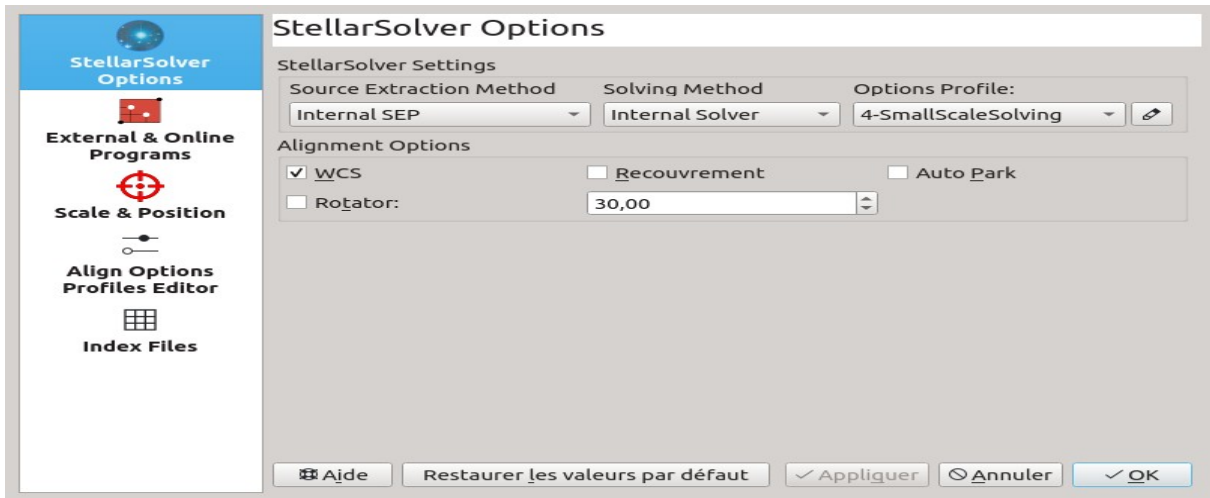 StellarSolver Options
External & Online Programs
Scale & Position
Align Options Profiles Editor
Index Files
StellarSolver Options
StellarSolver Settings
Source Extraction Method Solving Method Options Profile:
Internal SEP Internal Solver 4-SmallScaleSolving
Alignment Options
WCS Recouvrement Auto Park
Rotator: 30,00
Aide Restaurer les valeurs par défaut Appliquer Annuler OK